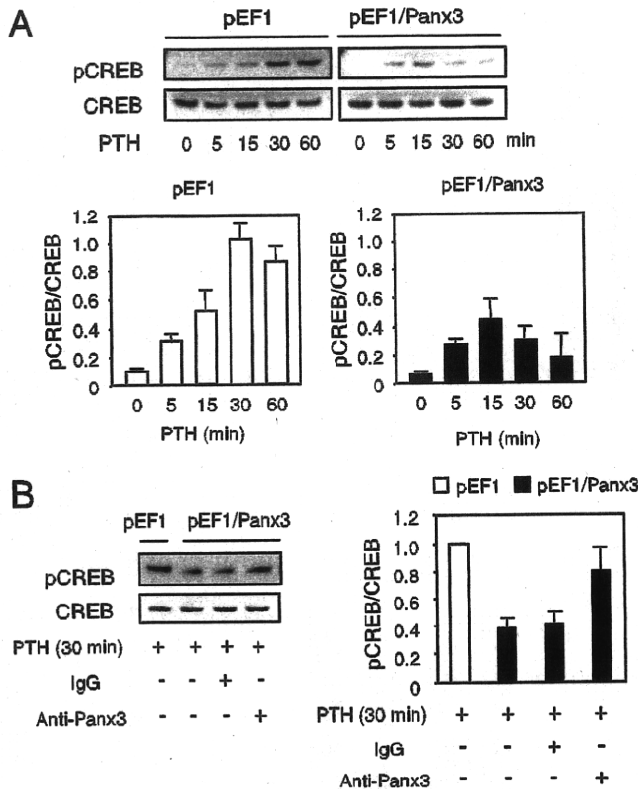 A
pEF1 pEF1/Panx3
pCREB
CREB
PTH 0 5 15 30 60 0 5 15 30 60 min
pEF1
pCREB/CREB
1.2
1.0
0.8
0.6
0.4
0.2
0
0 5 15 30 60
PTH (min)
pEF1/Panx3
pCREB/CREB
1.2
1.0
0.8
0.6
0.4
0.2
0
0 5 15 30 60
PTH (min)
B
pEF1 pEF1/Panx3
pCREB
CREB
PTH (30 min) + + + +
IgG - - + -
Anti-Panx3 - - - +
pEF1 pEF1/Panx3
pCREB/CREB
1.2
1.0
0.8
0.6
0.4
0.2
0
PTH (30 min) + + + +
IgG - - + -
Anti-Panx3 - - - +